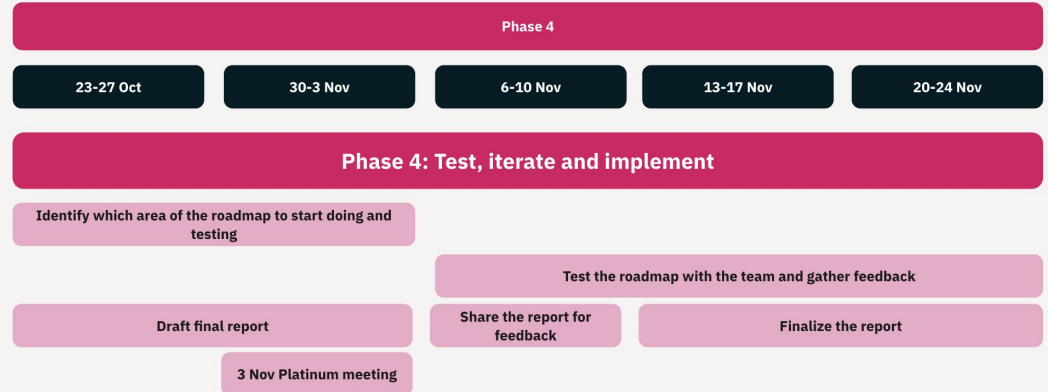 Phase 4
23-27 Oct
30-3 Nov
6-10 Nov
13-17 Nov
20-24 Nov
Phase 4: Test, iterate and implement
Identify which area of the roadmap to start doing and
testing
Test the roadmap with the team and gather feedback
Draft final report
Share the report for
feedback
Finalize the report
3 Nov Platinum meeting